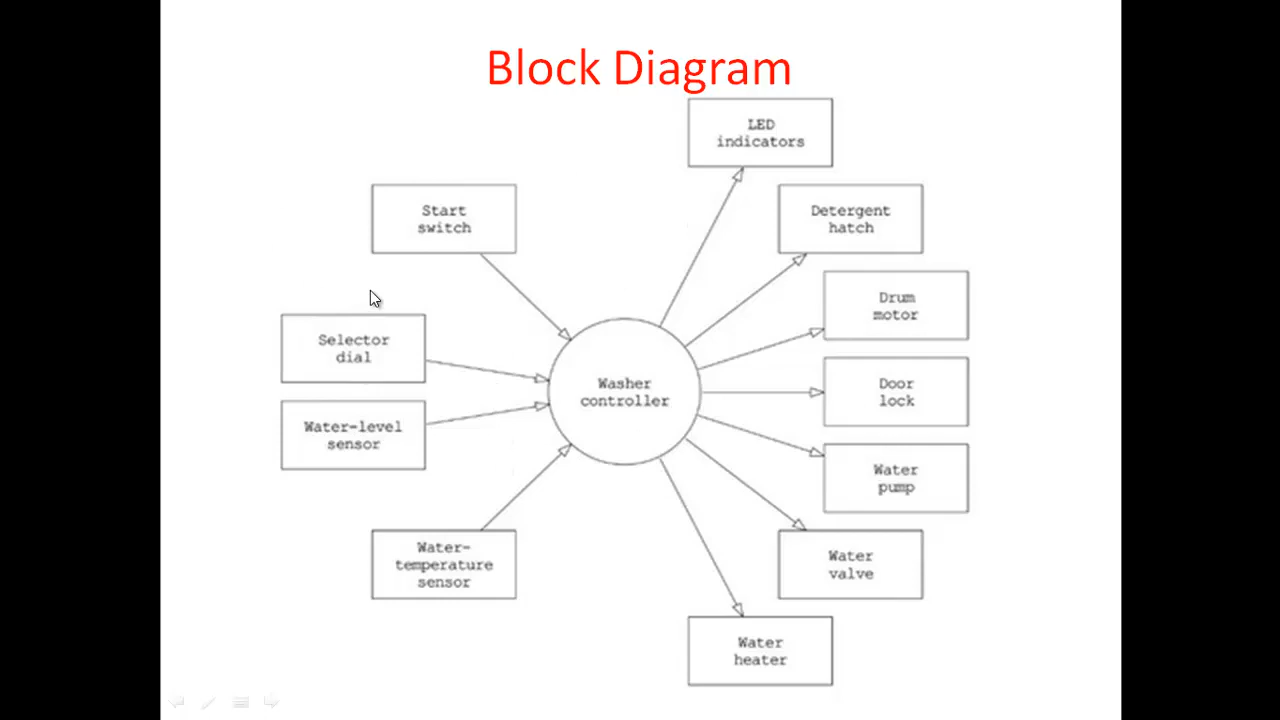 Block Diagram
LED
indicators
Start
switch
Detergent
hatch
Drum
motor
Selector
dial
Washer
controller
Door
lock
Water-level
sensor
Water
pump
Water-
temperature
sensor
Water
valve
Water
heater